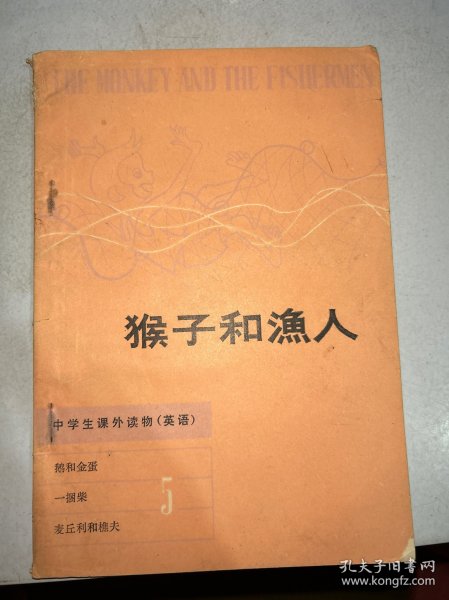 THE MONKEY AND THE FISHERMEN
猴子和漁人
中学生课外读物(英语)
鹅和金蛋
一捆柴
5
麦丘利和樵夫
孔夫子旧书网
www.kongfz.com